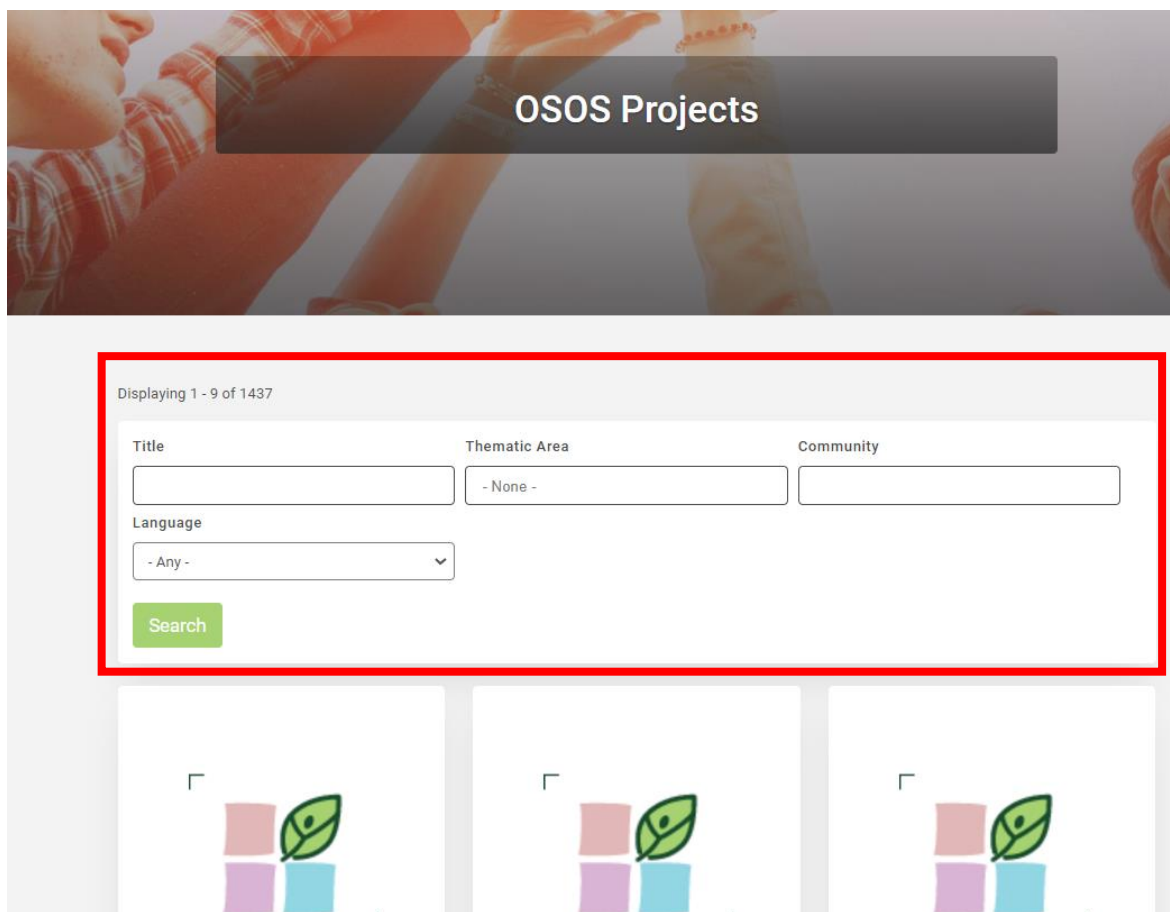 OSOS Projects
Displaying 1 - 9 of 1437
Title Thematic Area Community
- None -
Language
- Any -
Search